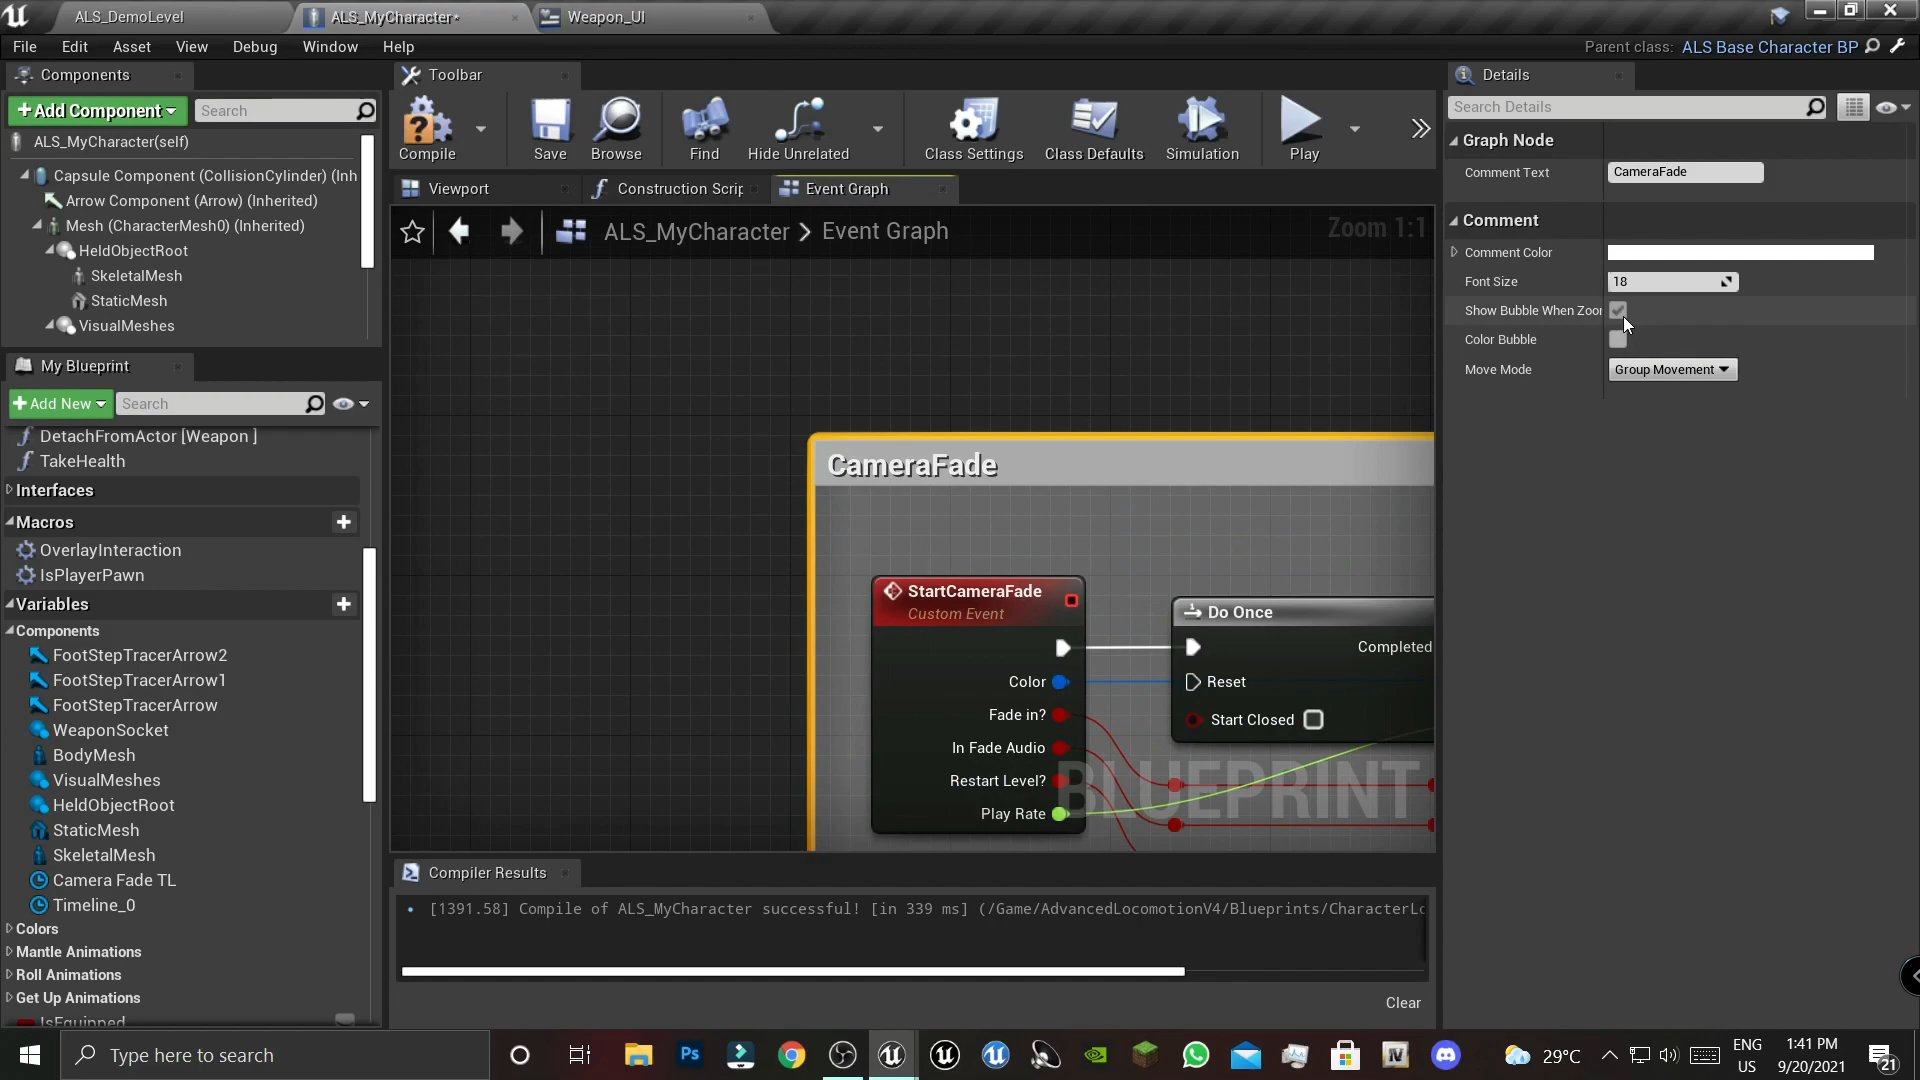 ALS_DemoLevel
ALS_MyCharacter*
Weapon_UI
File Edit Asset View Debug Window Help
Parent class: ALS Base Character BP
Components
Toolbar
Details
Add Component
Search
Search Details
ALS_MyCharacter(self)
Compile
Save
Browse
Find
Hide Unrelated
Class Settings
Class Defaults
Simulation
Play
Graph Node
Comment Text
CameraFade
Capsule Component (CollisionCylinder) (Inh
Arrow Component (Arrow) (Inherited)
Mesh (CharacterMesh0) (Inherited)
HeldObjectRoot
SkeletalMesh
StaticMesh
VisualMeshes
Viewport
Construction Scrip
Event Graph
ALS_MyCharacter > Event Graph
Zoom 1:1
Comment
Comment Color
Font Size
18
Show Bubble When Zoor
Color Bubble
Move Mode
Group Movement
My Blueprint
Add New
Search
DetachFromActor [Weapon ]
TakeHealth
Interfaces
Macros
OverlayInteraction
IsPlayerPawn
Variables
Components
FootStepTracerArrow2
FootStepTracerArrow1
FootStepTracerArrow
WeaponSocket
BodyMesh
VisualMeshes
HeldObjectRoot
StaticMesh
SkeletalMesh
Camera Fade TL
Timeline_0
Colors
Mantle Animations
Roll Animations
Get Up Animations
IsEquipped
CameraFade
StartCameraFade
Custom Event
Color
Fade in?
In Fade Audio
Restart Level?
Play Rate
Do Once
Completed
Reset
Start Closed
BLUEPRINT
Compiler Results
[1391.58] Compile of ALS_MyCharacter successful! [in 339 ms] (/Game/AdvancedLocomotionV4/Blueprints/CharacterLo
Clear
Type here to search
Ps
IV
29°C
ENG
US
1:41 PM
9/20/2021
21